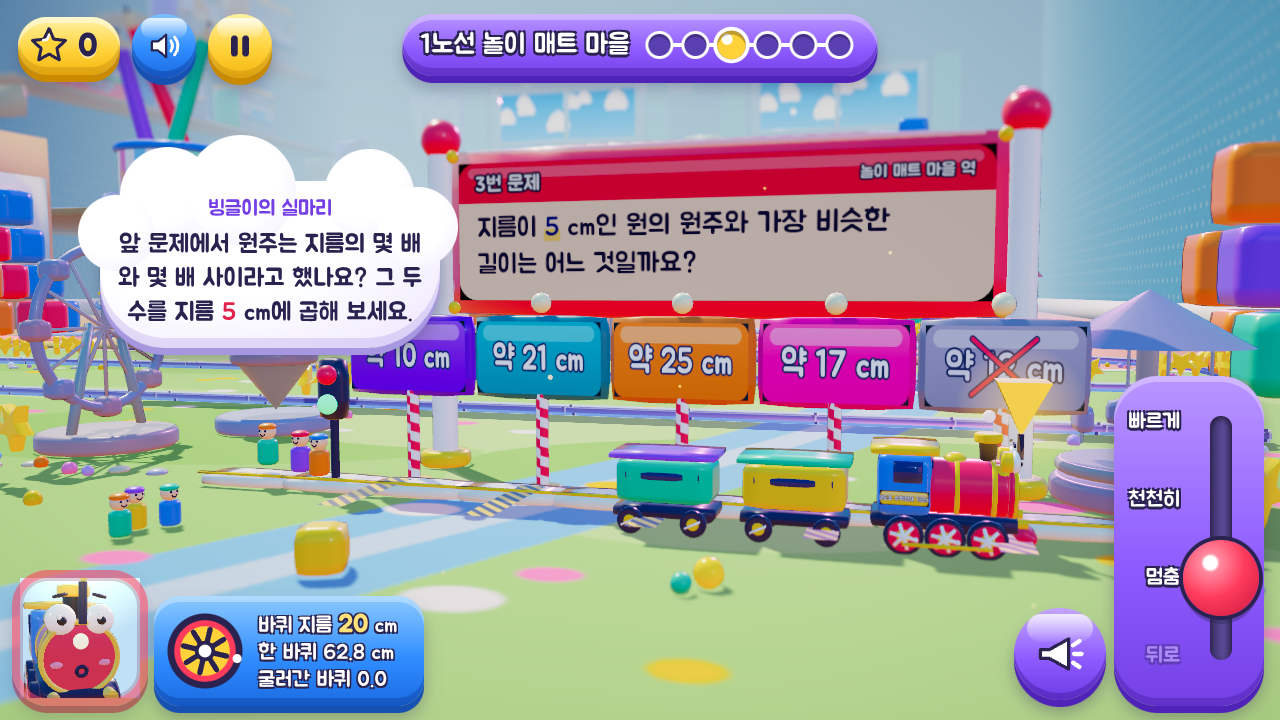 0
1노선 놀이 매트 마을
3번 문제
놀이 매트 마을 역
지름이 5 cm인 원의 원주와 가장 비슷한
길이는 어느 것일까요?
빙글이의 실마리
앞 문제에서 원주는 지름의 몇 배
와 몇 배 사이라고 했나요? 그 두
수를 지름 5 cm에 곱해 보세요.
약 10 cm
약 21 cm
약 25 cm
약 17 cm
약 cm
빠르게
천천히
멈춤
뒤로
바퀴 지름 20 cm
한 바퀴 62.8 cm
굴러간 바퀴 0.0